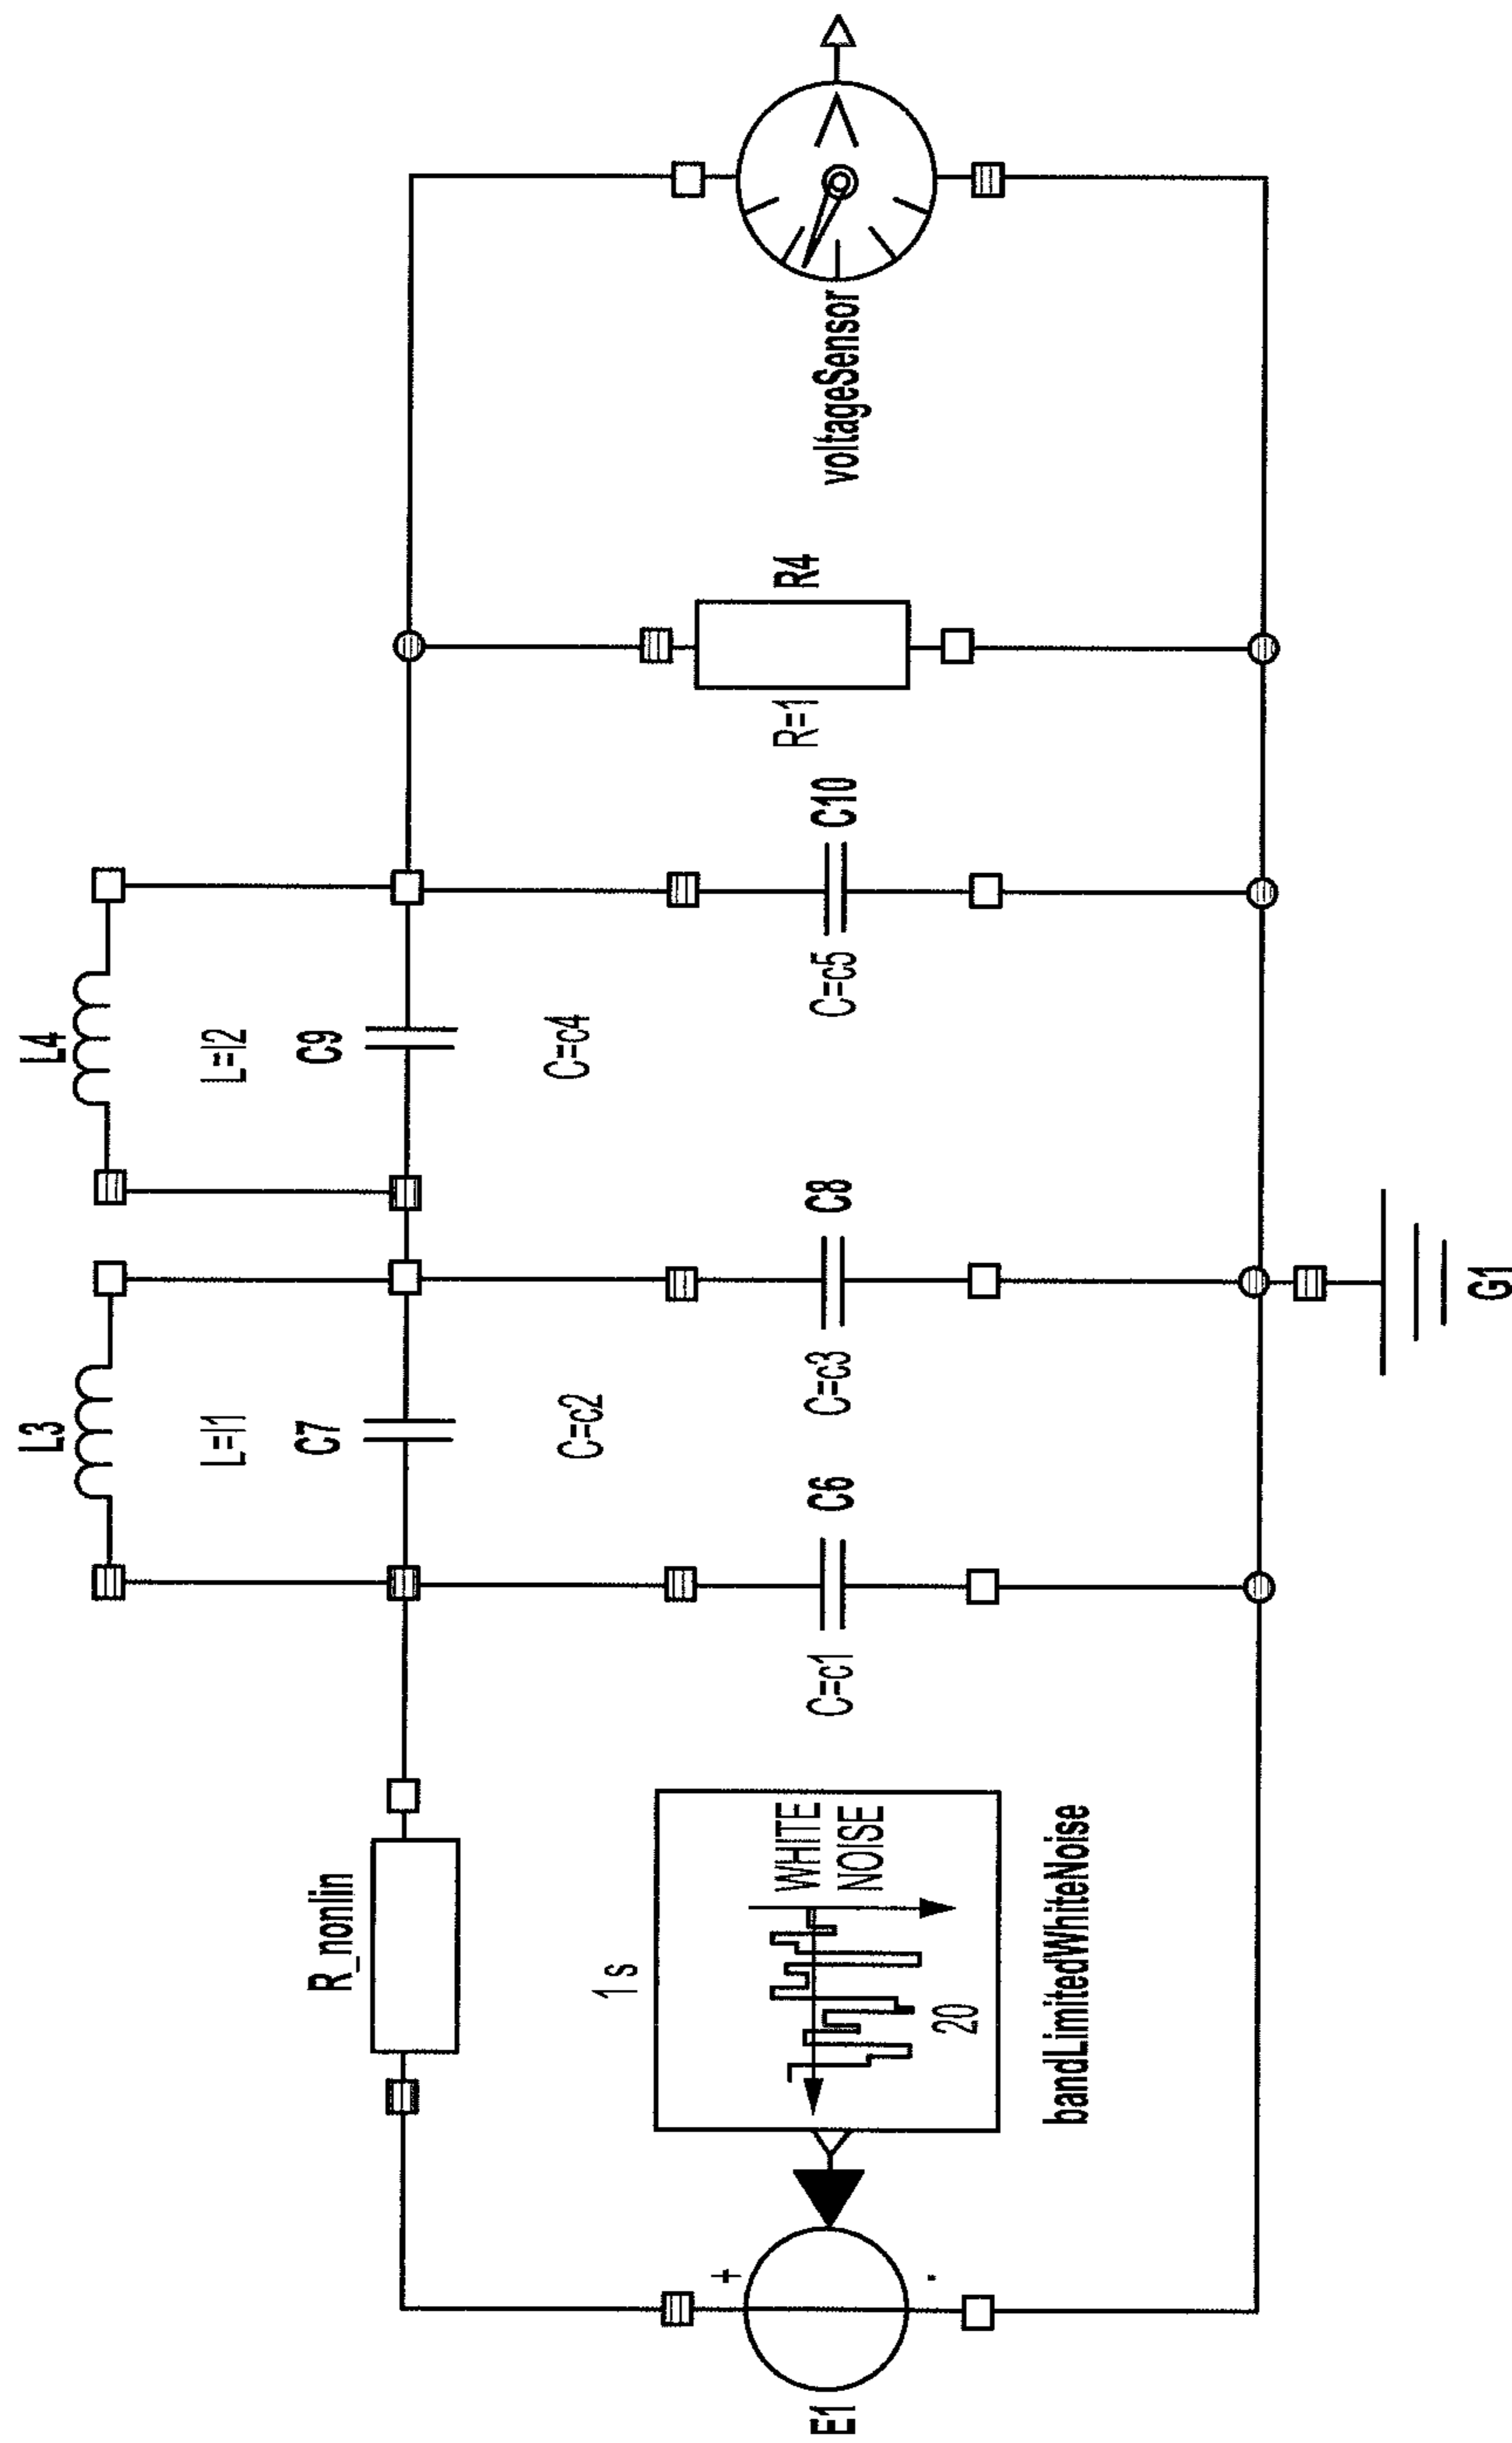 L3
L=l1
C7
C=c2
L4
L=l2
C9
C=c4
R_nonlin
1 s
WHITE
NOISE
20
bandLimitedWhiteNoise
+
-
E1
C=c1
C6
C=c3
C8
C=c5
C10
R=1
R4
voltageSensor
V
G1